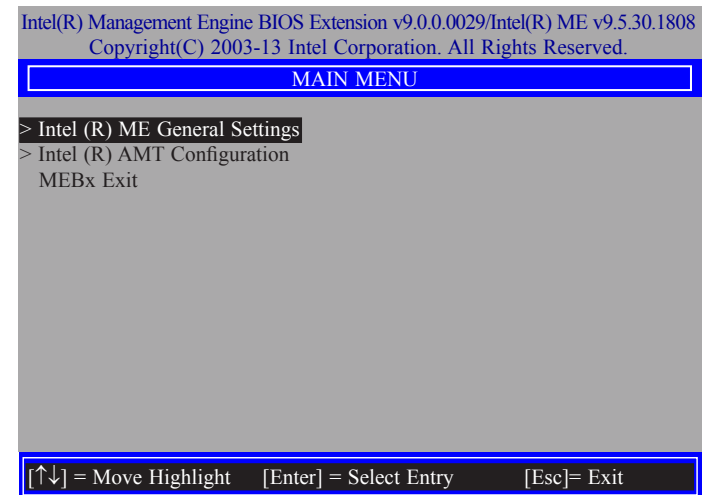 Intel(R) Management Engine BIOS Extension v9.0.0.0029/Intel(R) ME v9.5.30.1808
Copyright(C) 2003-13 Intel Corporation. All Rights Reserved.
MAIN MENU
> Intel (R) ME General Settings
> Intel (R) AMT Configuration
MEBx Exit
[↑↓] = Move Highlight [Enter] = Select Entry [Esc]= Exit